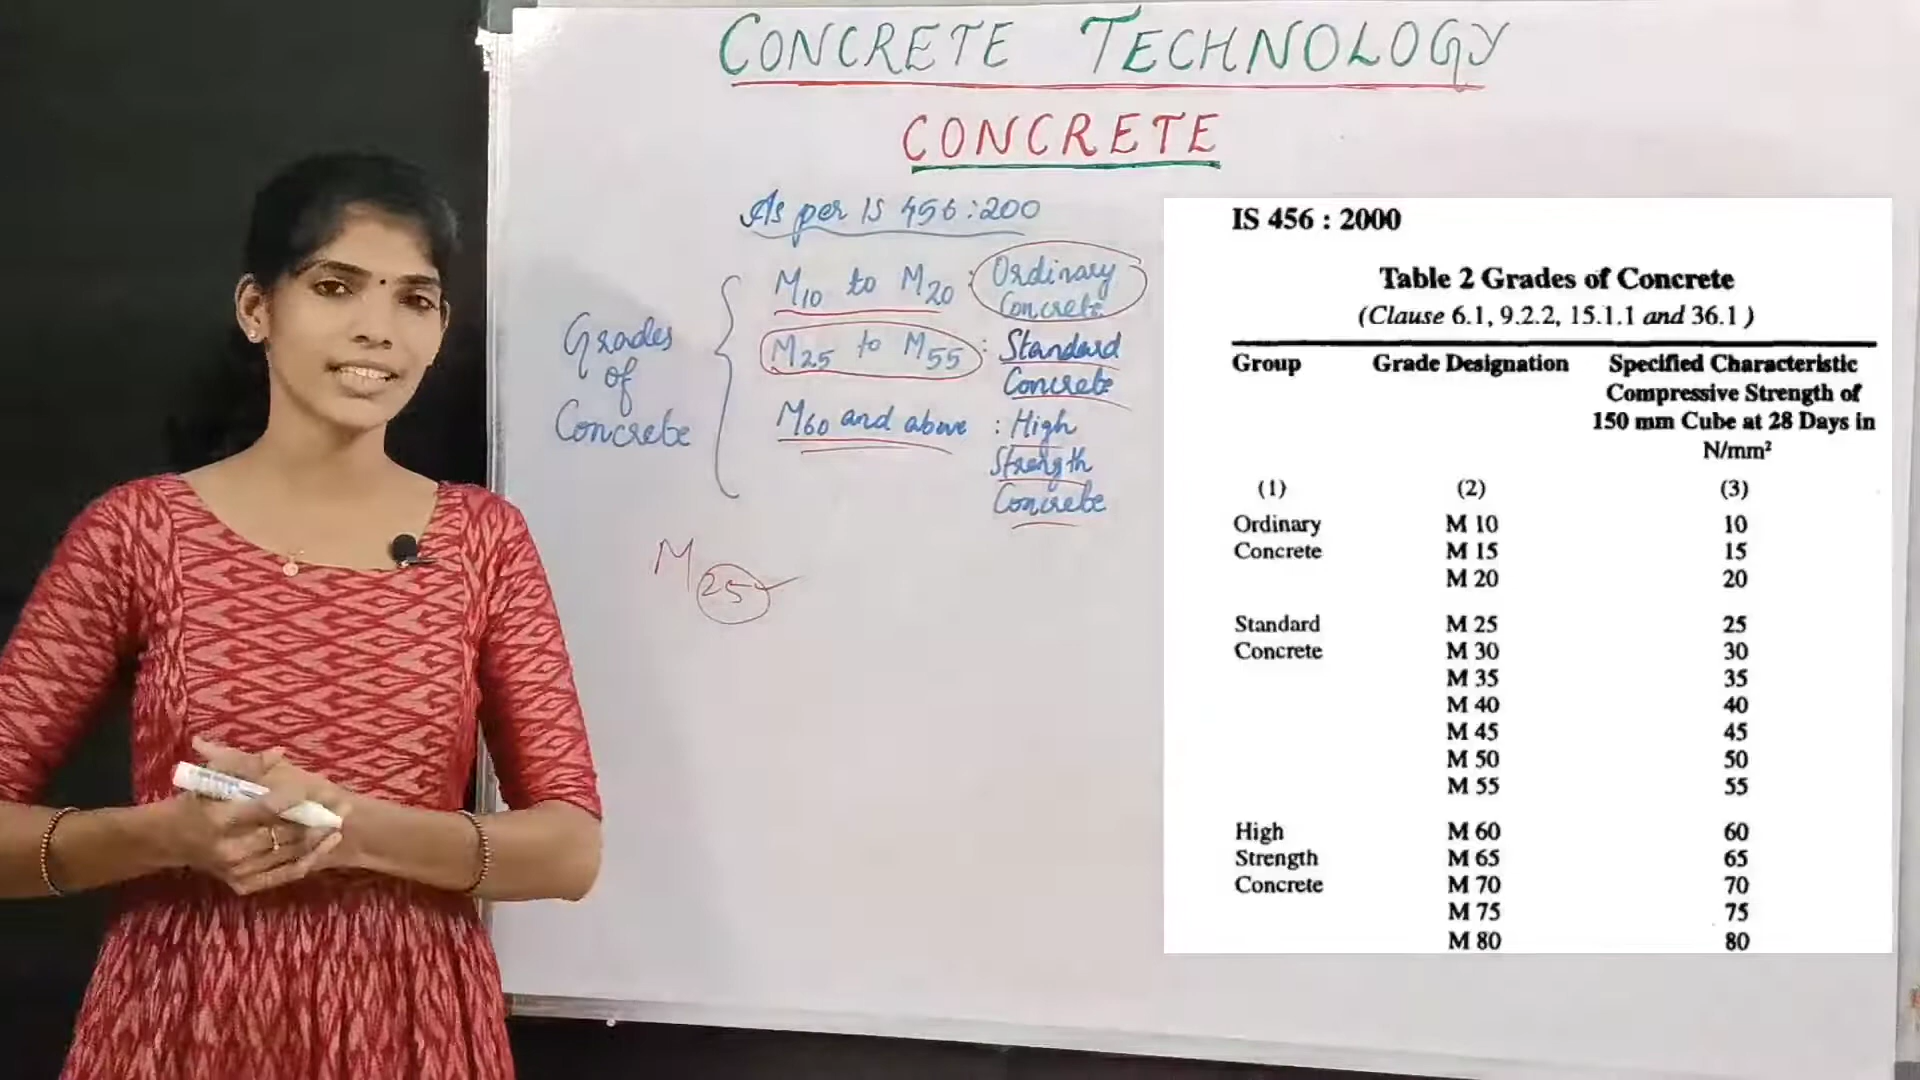 CONCRETE TECHNOLOGY
CONCRETE
As per IS 456:200
Grades
of
Concrete
M10 to M20 : Ordinary
Concrete
M25 to M55 : Standard
Concrete
M60 and above : High
Strength
Concrete
M25
IS 456 : 2000
Table 2 Grades of Concrete
(Clause 6.1, 9.2.2, 15.1.1 and 36.1)
Group Grade Designation Specified Characteristic
Compressive Strength of
150 mm Cube at 28 Days in
N/mm²
(1) (2) (3)
Ordinary M 10 10
Concrete M 15 15
M 20 20
Standard M 25 25
Concrete M 30 30
M 35 35
M 40 40
M 45 45
M 50 50
M 55 55
High M 60 60
Strength M 65 65
Concrete M 70 70
M 75 75
M 80 80